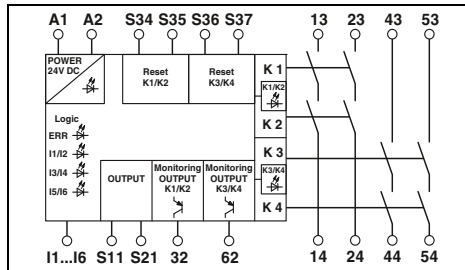 A1 A2 S34 S35 S36 S37 13 23 43 53
POWER
24V DC
Reset
K1/K2
Reset
K3/K4
K 1
K1/K2
K 2
Logic
ERR
I1/I2
I3/I4
I5/I6
OUTPUT
Monitoring
OUTPUT
K1/K2
Monitoring
OUTPUT
K3/K4
K 3
K3/K4
K 4
I1...I6 S11 S21 32 62 14 24 44 54